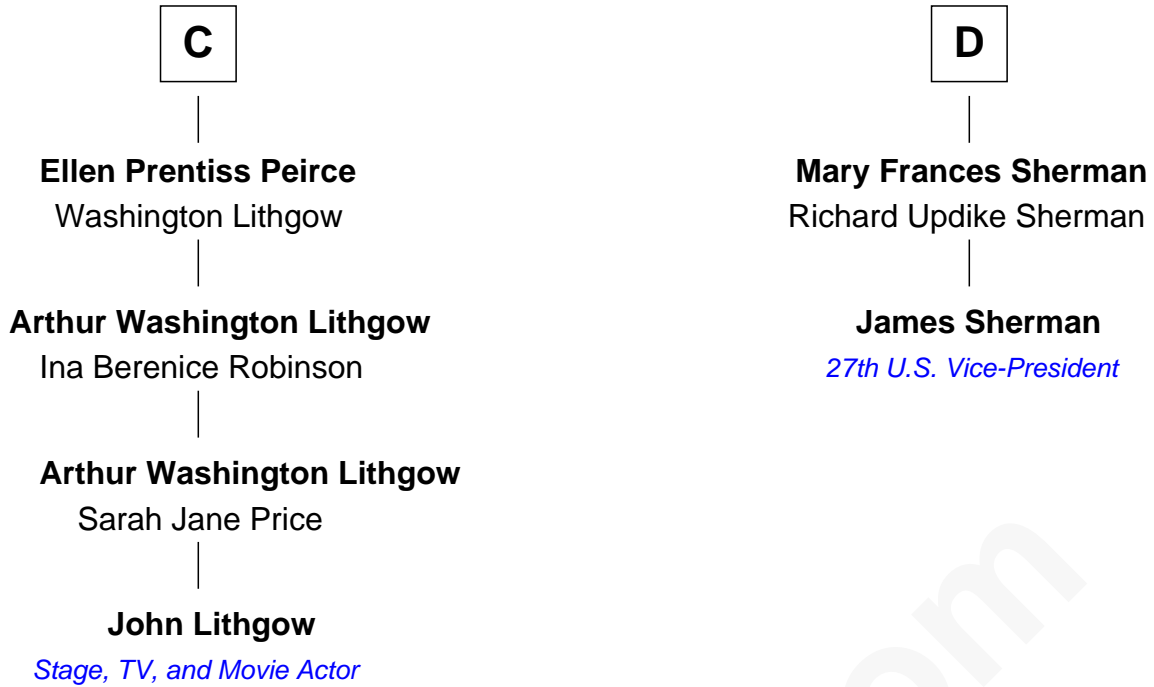 C
Ellen Prentiss Peirce
Washington Lithgow
Arthur Washington Lithgow
Ina Berenice Robinson
Arthur Washington Lithgow
Sarah Jane Price
John Lithgow
Stage, TV, and Movie Actor
D
Mary Frances Sherman
Richard Updike Sherman
James Sherman
27th U.S. Vice-President
om